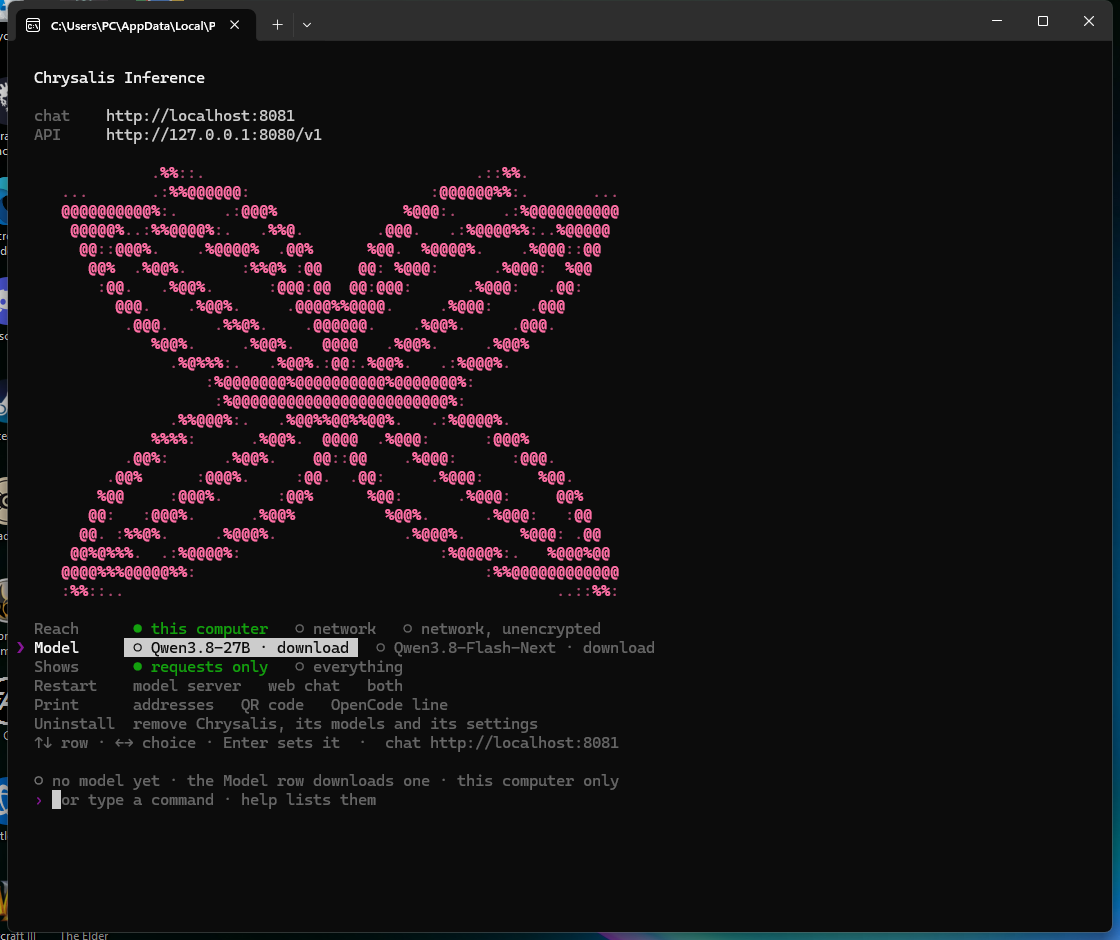 C:\Users\PC\AppData\Local\P
Chrysalis Inference
chat http://localhost:8081
API http://127.0.0.1:8080/v1
Reach ● this computer ○ network ○ network, unencrypted
❯ Model ○ Qwen3.8-27B · download ○ Qwen3.8-Flash-Next · download
Shows ● requests only ○ everything
Restart model server web chat both
Print addresses QR code OpenCode line
Uninstall remove Chrysalis, its models and its settings
↑↓ row · ↔ choice · Enter sets it · chat http://localhost:8081
○ no model yet · the Model row downloads one · this computer only
› or type a command · help lists them
craft III The Elder